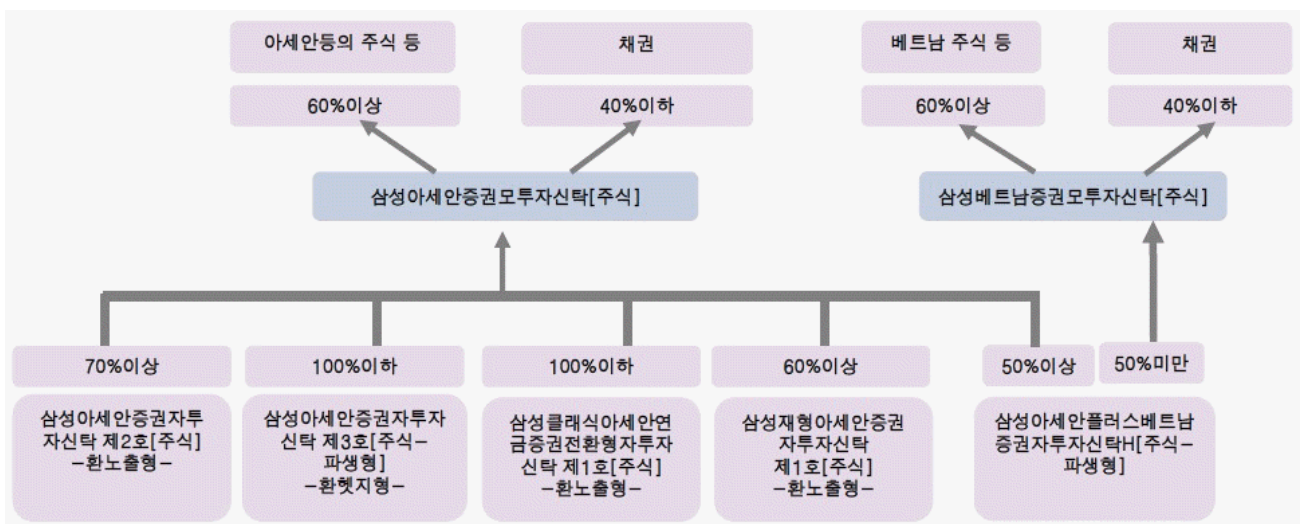 아세안등의 주식 등
채권
베트남 주식 등
채권
60%이상
40%이하
60%이상
40%이하
삼성아세안증권모투자신탁[주식]
삼성베트남증권모투자신탁[주식]
70%이상
100%이하
100%이하
60%이상
50%이상
50%미만
삼성아세안증권자투
자신탁 제2호[주식]
-환노출형-
삼성아세안증권자투자
신탁 제3호[주식-
파생형]
-환헷지형-
삼성클래식아세안연
금증권전환형자투자
신탁 제1호[주식]
-환노출형-
삼성재형아세안증권
자투자신탁
제1호[주식]
-환노출형-
삼성아세안플러스베트남
증권자투자신탁H[주식-
파생형]